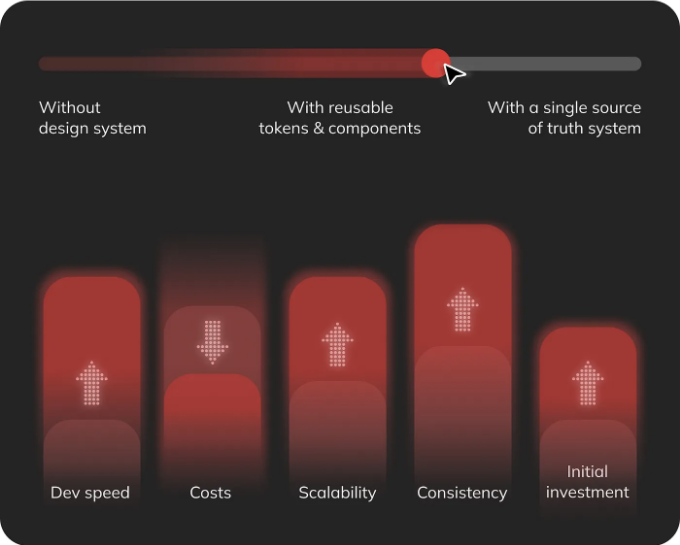 Without
design system
With reusable
tokens & components
With a single source
of truth system
Dev speed
Costs
Scalability
Consistency
Initial
investment